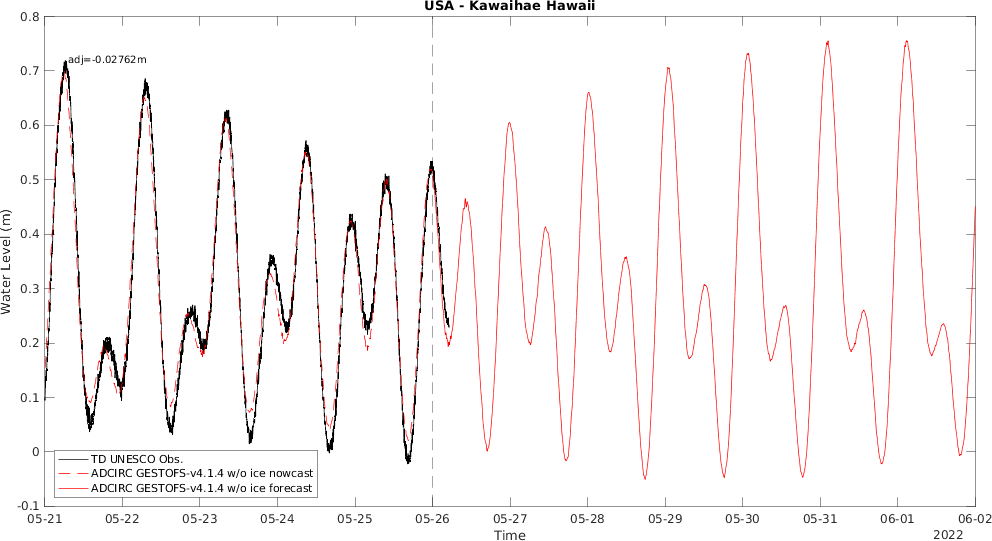 USA - Kawaihae Hawaii
0.8
0.7
0.6
0.5
0.4
0.3
0.2
0.1
0
-0.1
Water Level (m)
adj=-0.02762m
TD UNESCO Obs.
ADCIRC GESTOFS-v4.1.4 w/o ice nowcast
ADCIRC GESTOFS-v4.1.4 w/o ice forecast
05-21 05-22 05-23 05-24 05-25 05-26 05-27 05-28 05-29 05-30 05-31 06-01 06-02
Time
2022